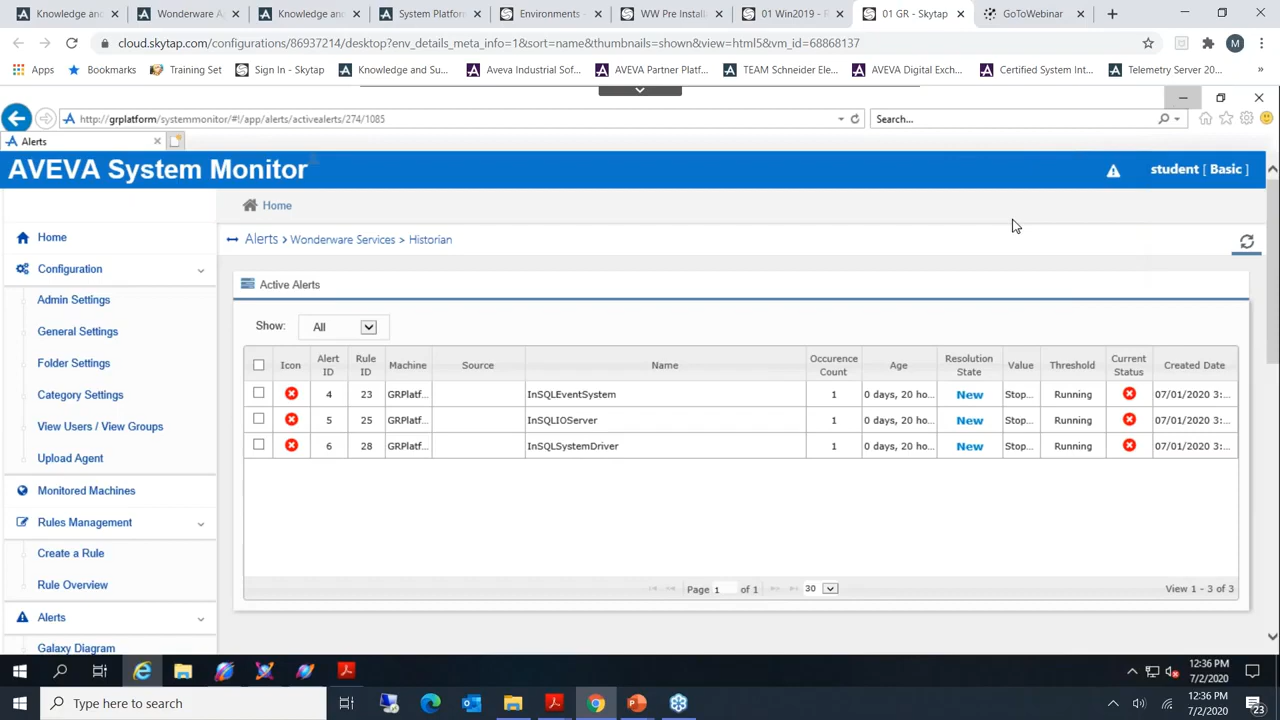 Knowledge and
Wonderware A
Knowledge and
System Platfor
Environments -
WW Pre Install
01 Win2019 - R
01 GR - Skytap
GoToWebinar
cloud.skytap.com/configurations/86937214/desktop?env_details_meta_info=1&sort=name&thumbnails=shown&view=html5&vm_id=68868137
M
Apps
Bookmarks
Training Set
Sign In - Skytap
Knowledge and Su...
Aveva Industrial Sof...
AVEVA Partner Platf...
TEAM Schneider Ele...
AVEVA Digital Exch...
Certified System Int...
Telemetry Server 20...
»
http://grplatform/systemmonitor/#!/app/alerts/activealerts/274/1085
Search...
Alerts
AVEVA System Monitor
student [ Basic ]
Home
Alerts > Wonderware Services > Historian
Home
Configuration
Admin Settings
General Settings
Folder Settings
Category Settings
View Users / View Groups
Upload Agent
Monitored Machines
Rules Management
Create a Rule
Rule Overview
Alerts
Galaxy Diagram
Active Alerts
Show: All
Icon Alert ID Rule ID Machine Source Name Occurence Count Age Resolution State Value Threshold Current Status Created Date
4 23 GRPlatf... InSQLEventSystem 1 0 days, 20 ho... New Stop... Running 07/01/2020 3:...
5 25 GRPlatf... InSQLIOServer 1 0 days, 20 ho... New Stop... Running 07/01/2020 3:...
6 28 GRPlatf... InSQLSystemDriver 1 0 days, 20 ho... New Stop... Running 07/01/2020 3:...
Page 1 of 1 30 View 1 - 3 of 3
12:36 PM
7/2/2020
Type here to search
12:36 PM
7/2/2020
23